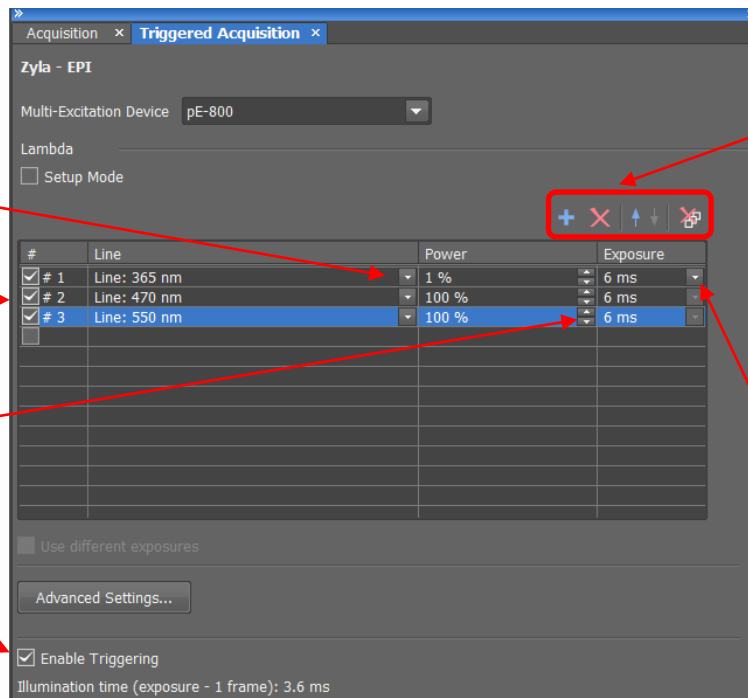 Acquisition × Triggered Acquisition ×
Zyla - EPI
Multi-Excitation Device pE-800
Lambda
Setup Mode
# Line Power Exposure
# 1 Line: 365 nm 1 % 6 ms
# 2 Line: 470 nm 100 % 6 ms
# 3 Line: 550 nm 100 % 6 ms
Use different exposures
Advanced Settings...
Enable Triggering
Illumination time (exposure - 1 frame): 3.6 ms